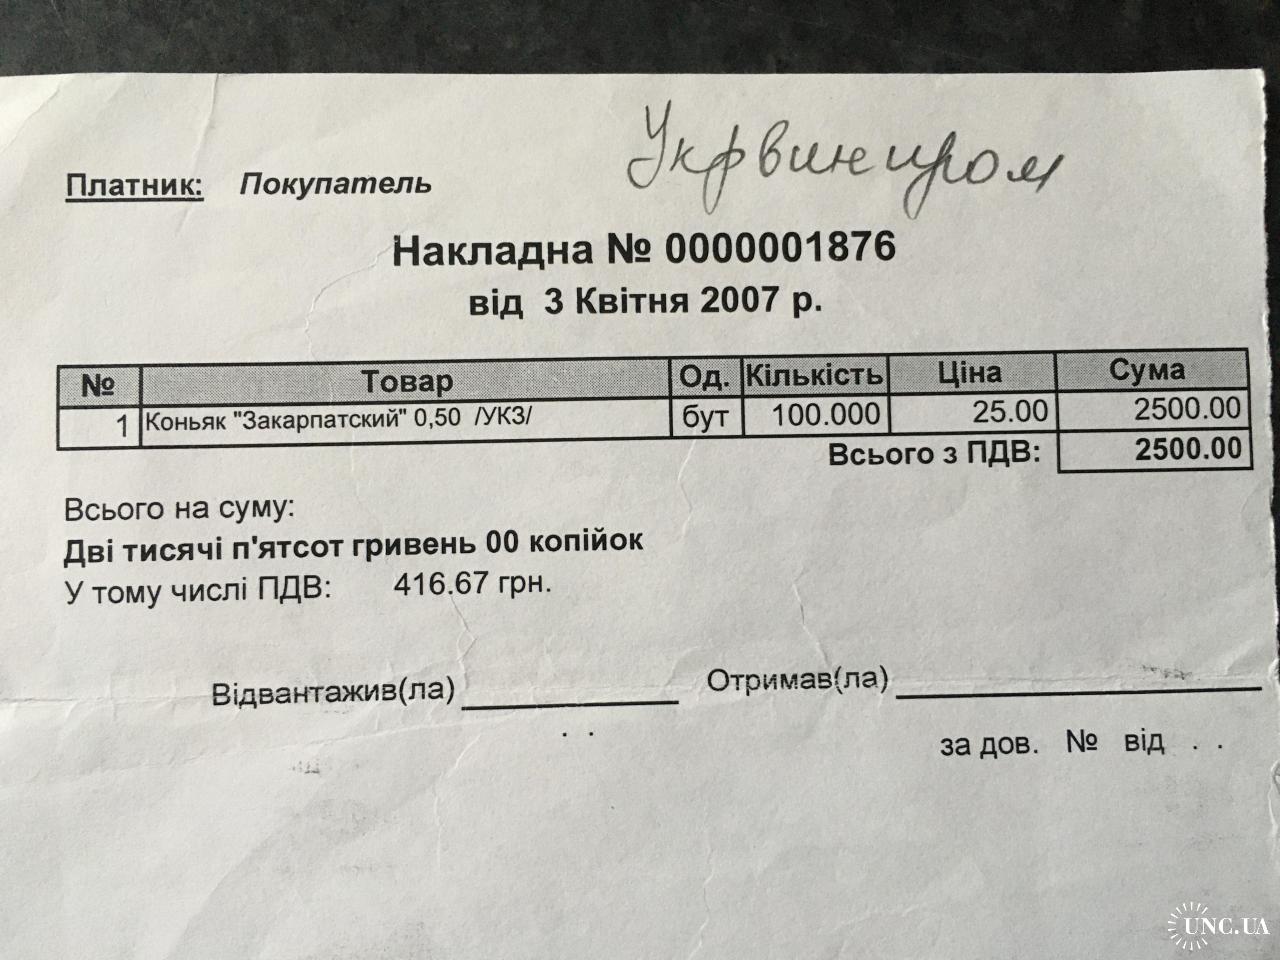 Укрвинпром
Платник: Покупатель
Накладна № 0000001876
від 3 Квітня 2007 р.
№ Товар Од. Кількість Ціна Сума
1 Коньяк "Закарпатский" 0,50 /УКЗ/ бут 100.000 25.00 2500.00
Всього з ПДВ: 2500.00
Всього на суму:
Дві тисячі п'ятсот гривень 00 копійок
У тому числі ПДВ: 416.67 грн.
Відвантажив(ла) Отримав(ла)
. .
за дов. № від . .
UNC.UA